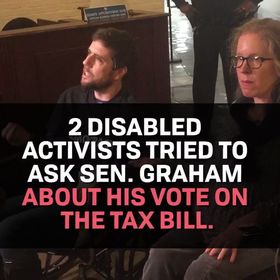 2 DISABLED
ACTIVISTS TRIED TO
ASK SEN. GRAHAM
ABOUT HIS VOTE ON
THE TAX BILL.